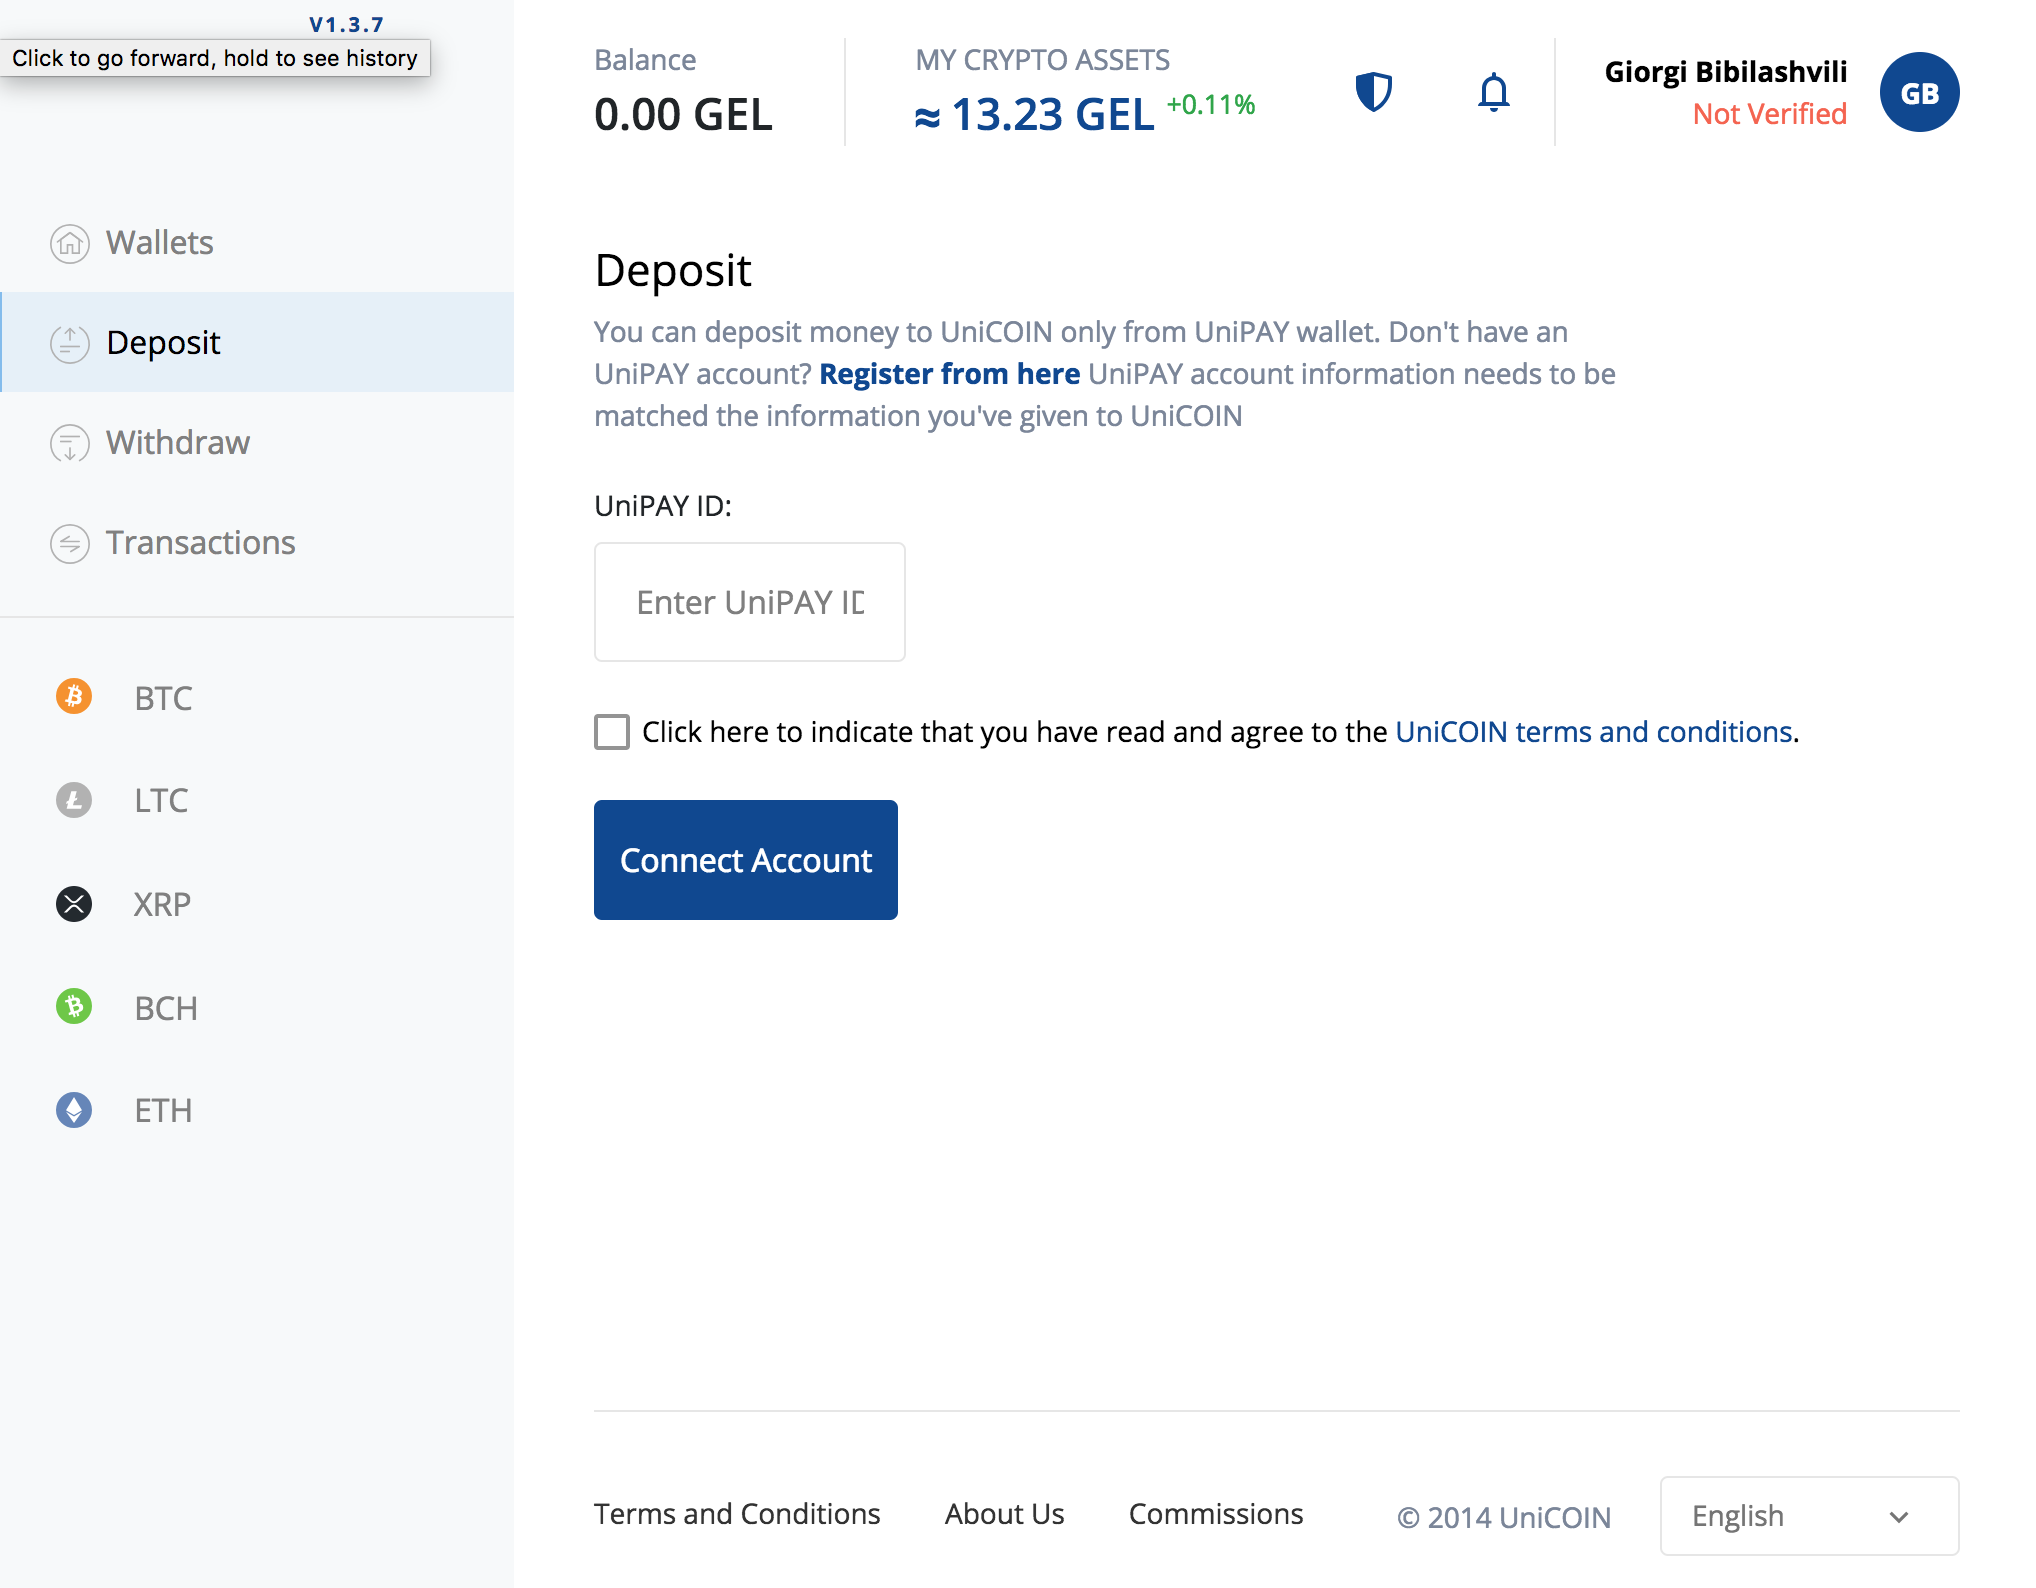 V1.3.7
Click to go forward, hold to see history
Wallets
Deposit
Withdraw
Transactions
BTC
LTC
XRP
BCH
ETH
Balance
0.00 GEL
MY CRYPTO ASSETS
≈ 13.23 GEL +0.11%
Giorgi Bibilashvili
Not Verified
GB
Deposit
You can deposit money to UniCOIN only from UniPAY wallet. Don't have an
UniPAY account? Register from here UniPAY account information needs to be
matched the information you've given to UniCOIN
UniPAY ID:
Enter UniPAY ID
Click here to indicate that you have read and agree to the UniCOIN terms and conditions.
Connect Account
Terms and Conditions
About Us
Commissions
© 2014 UniCOIN
English